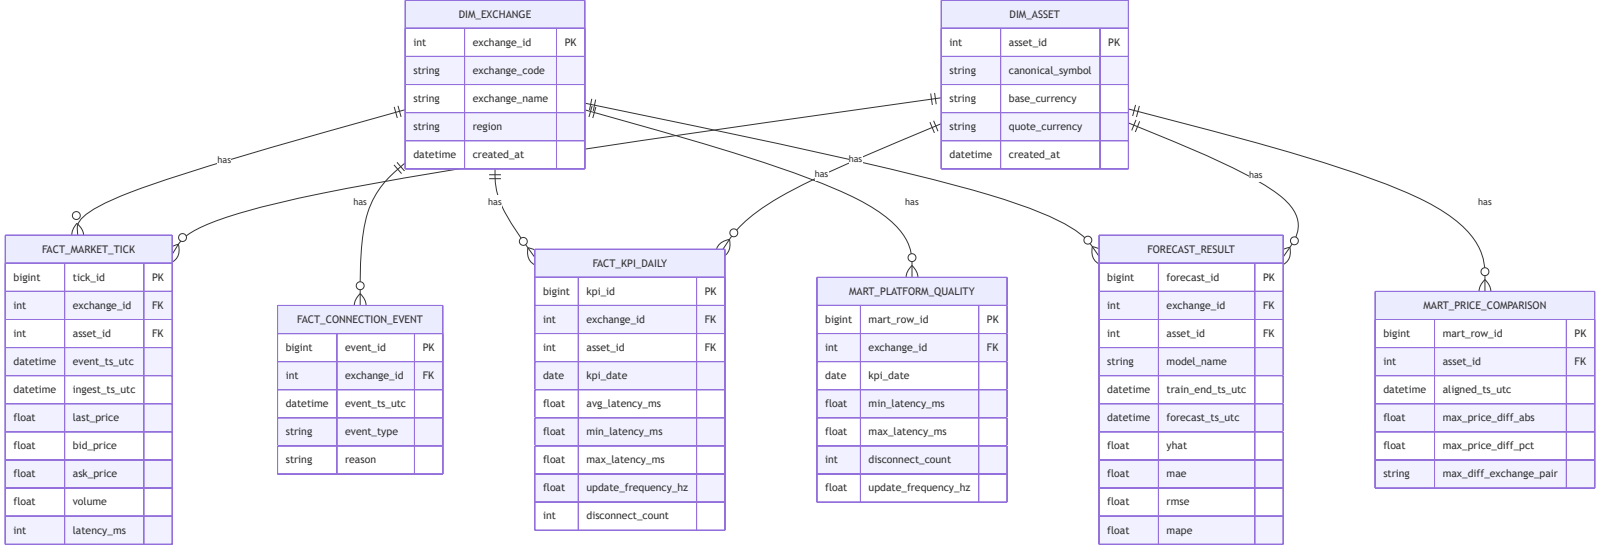 DIM_EXCHANGE
int exchange_id PK
string exchange_code
string exchange_name
string region
datetime created_at
DIM_ASSET
int asset_id PK
string canonical_symbol
string base_currency
string quote_currency
datetime created_at
has
has
has
has
has
has
has
has
FACT_MARKET_TICK
bigint tick_id PK
int exchange_id FK
int asset_id FK
datetime event_ts_utc
datetime ingest_ts_utc
float last_price
float bid_price
float ask_price
float volume
int latency_ms
FACT_CONNECTION_EVENT
bigint event_id PK
int exchange_id FK
datetime event_ts_utc
string event_type
string reason
FACT_KPI_DAILY
bigint kpi_id PK
int exchange_id FK
int asset_id FK
date kpi_date
float avg_latency_ms
float min_latency_ms
float max_latency_ms
float update_frequency_hz
int disconnect_count
MART_PLATFORM_QUALITY
bigint mart_row_id PK
int exchange_id FK
date kpi_date
float min_latency_ms
float max_latency_ms
int disconnect_count
float update_frequency_hz
FORECAST_RESULT
bigint forecast_id PK
int exchange_id FK
int asset_id FK
string model_name
datetime train_end_ts_utc
datetime forecast_ts_utc
float yhat
float mae
float rmse
float mape
MART_PRICE_COMPARISON
bigint mart_row_id PK
int asset_id FK
datetime aligned_ts_utc
float max_price_diff_abs
float max_price_diff_pct
string max_diff_exchange_pair